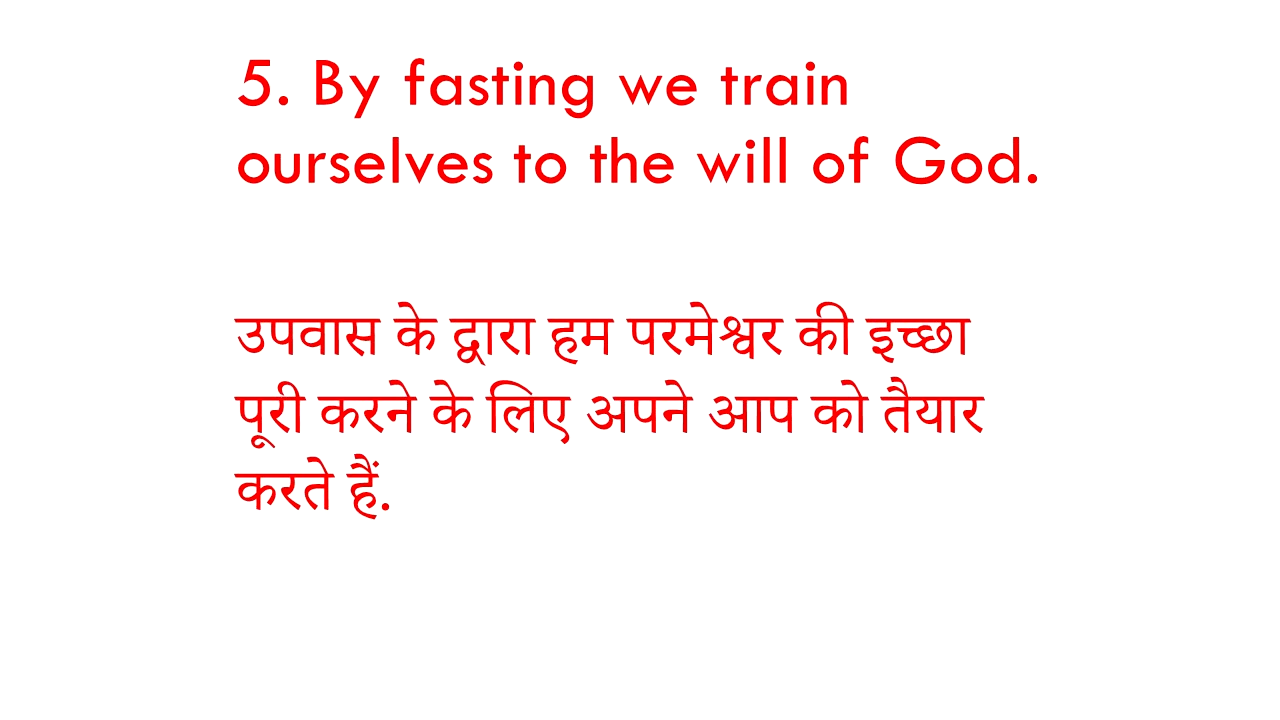 5. By fasting we train
ourselves to the will of God.
उपवास के द्वारा हम परमेश्वर की इच्छा
पूरी करने के लिए अपने आप को तैयार
करते हैं.